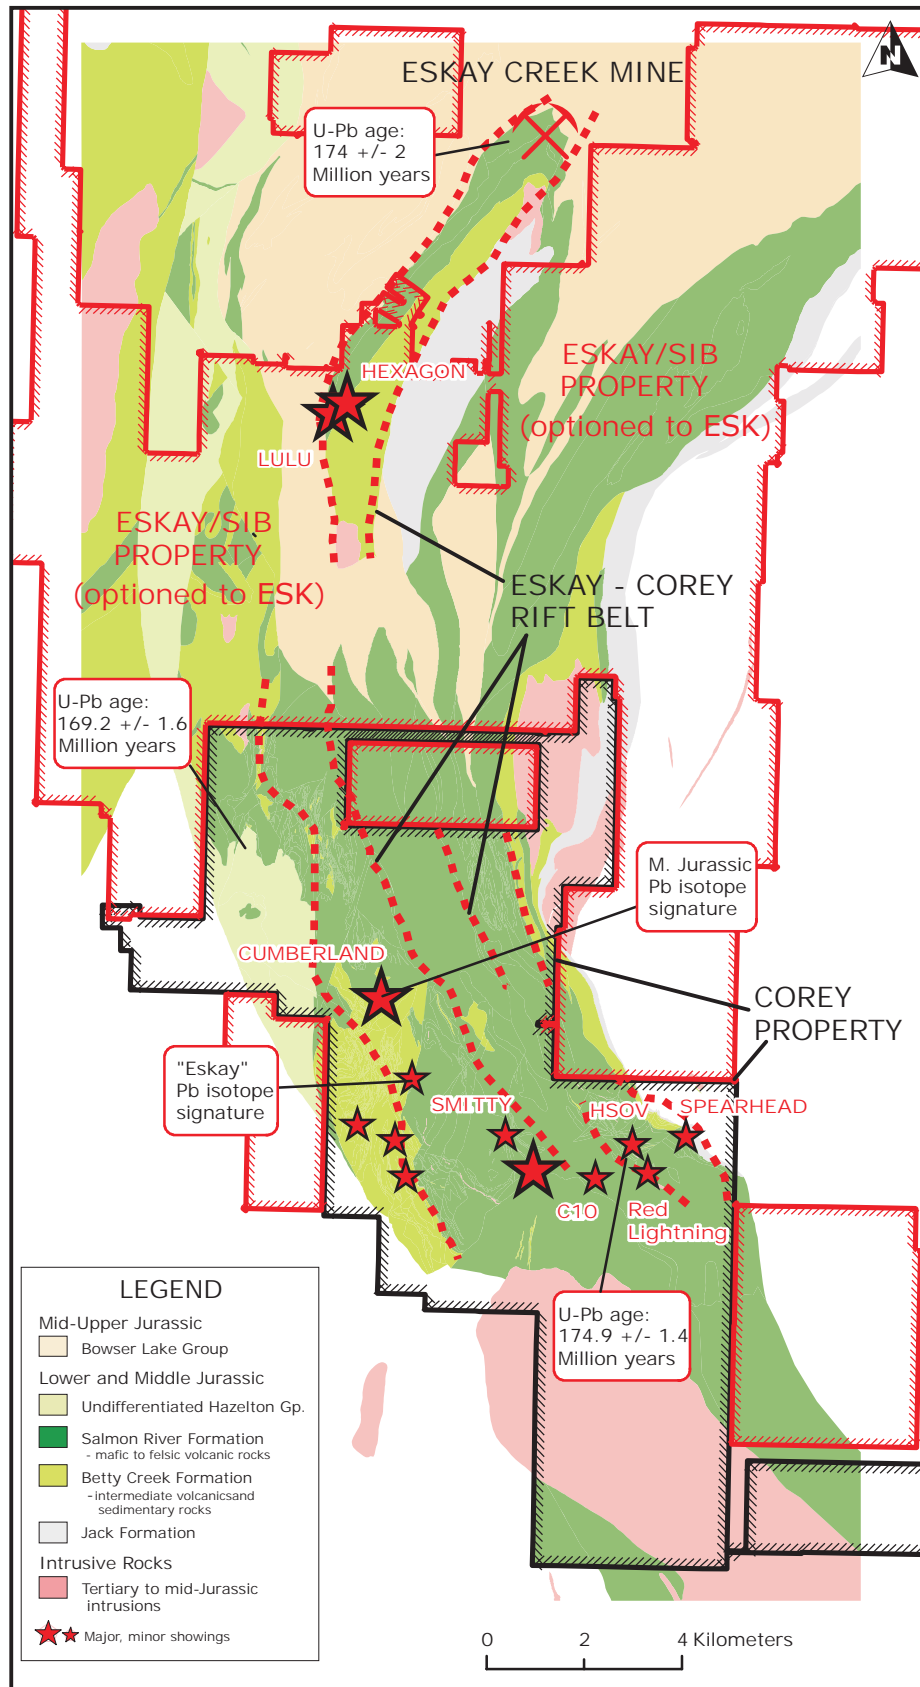 N
ESKAY CREEK MINE
U-Pb age:
174 +/- 2
Million years
HEXAGON
LULU
ESKAY/SIB
PROPERTY
(optioned to ESK)
ESKAY/SIB
PROPERTY
(optioned to ESK)
ESKAY - COREY
RIFT BELT
U-Pb age:
169.2 +/- 1.6
Million years
M. Jurassic
Pb isotope
signature
CUMBERLAND
COREY
PROPERTY
"Eskay"
Pb isotope
signature
SMITTY
HSOV
SPEARHEAD
C10
Red
Lightning
U-Pb age:
174.9 +/- 1.4
Million years
LEGEND
Mid-Upper Jurassic
Bowser Lake Group
Lower and Middle Jurassic
Undifferentiated Hazelton Gp.
Salmon River Formation
- mafic to felsic volcanic rocks
Betty Creek Formation
-intermediate volcanicsand
sedimentary rocks
Jack Formation
Intrusive Rocks
Tertiary to mid-Jurassic
intrusions
Major, minor showings
0 2 4 Kilometers